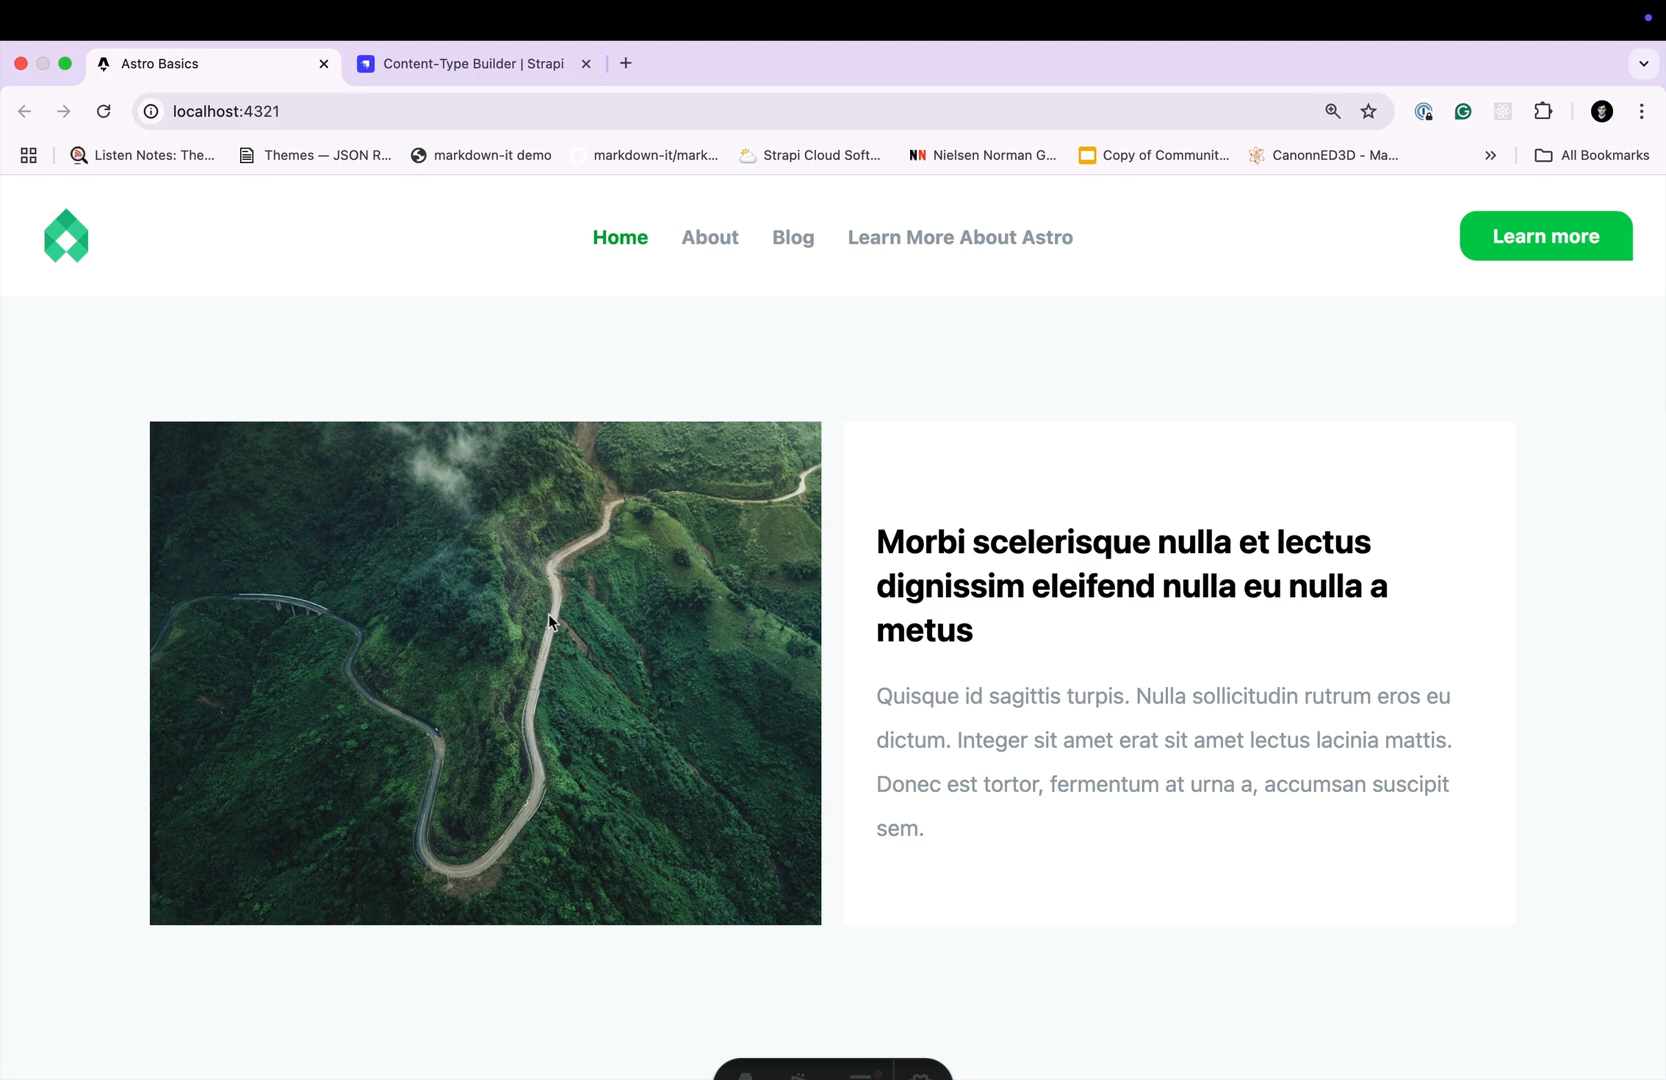 Astro Basics
Content-Type Builder | Strapi
localhost:4321
Listen Notes: The...
Themes — JSON R...
markdown-it demo
markdown-it/mark...
Strapi Cloud Soft...
NN Nielsen Norman G...
Copy of Communit...
CanonnED3D - Ma...
All Bookmarks
Home
About
Blog
Learn More About Astro
Learn more
Morbi scelerisque nulla et lectus
dignissim eleifend nulla eu nulla a
metus
Quisque id sagittis turpis. Nulla sollicitudin rutrum eros eu
dictum. Integer sit amet erat sit amet lectus lacinia mattis.
Donec est tortor, fermentum at urna a, accumsan suscipit
sem.